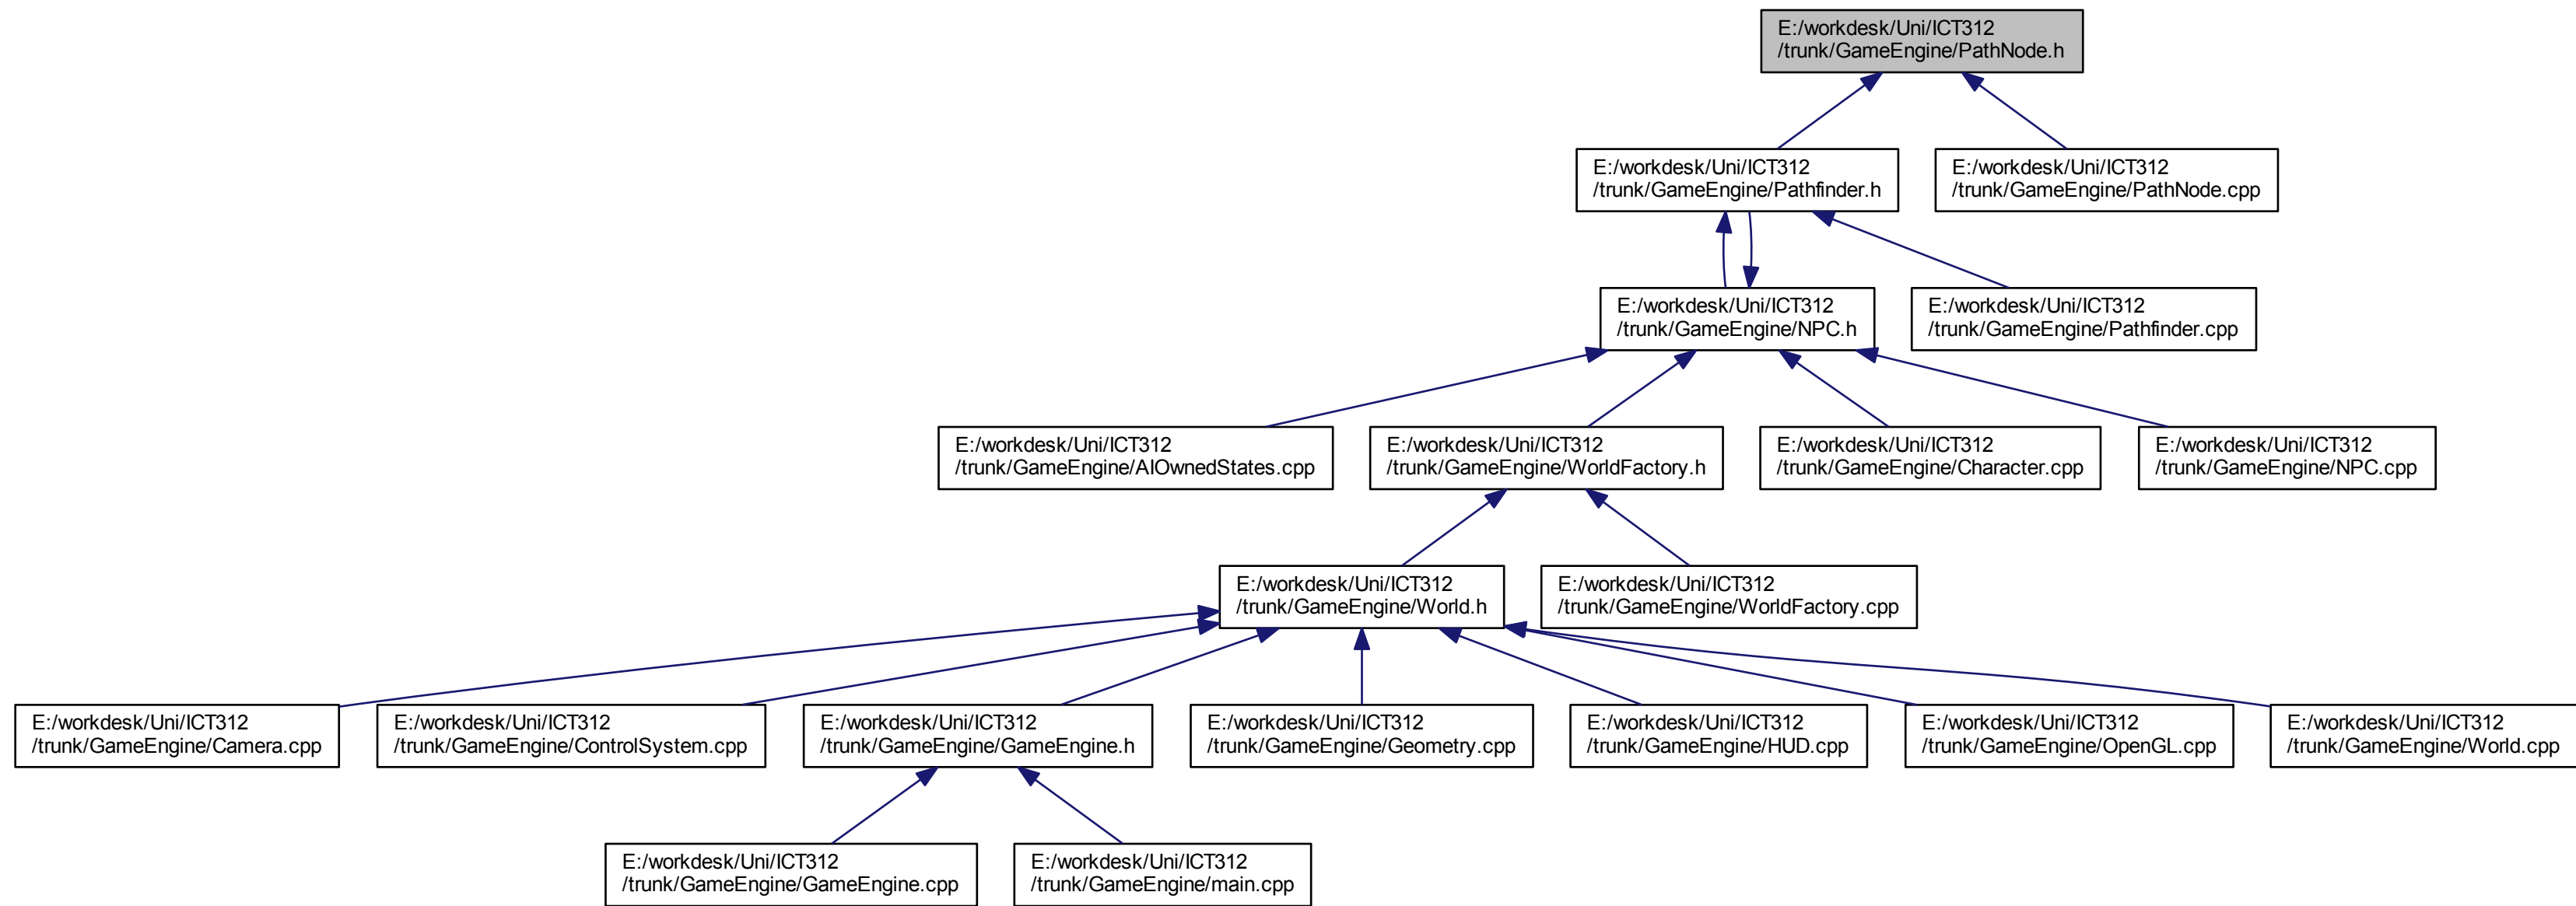 E:/workdesk/Uni/ICT312
/trunk/GameEngine/PathNode.h
E:/workdesk/Uni/ICT312
/trunk/GameEngine/Pathfinder.h
E:/workdesk/Uni/ICT312
/trunk/GameEngine/PathNode.cpp
E:/workdesk/Uni/ICT312
/trunk/GameEngine/NPC.h
E:/workdesk/Uni/ICT312
/trunk/GameEngine/Pathfinder.cpp
E:/workdesk/Uni/ICT312
/trunk/GameEngine/AIOwnedStates.cpp
E:/workdesk/Uni/ICT312
/trunk/GameEngine/WorldFactory.h
E:/workdesk/Uni/ICT312
/trunk/GameEngine/Character.cpp
E:/workdesk/Uni/ICT312
/trunk/GameEngine/NPC.cpp
E:/workdesk/Uni/ICT312
/trunk/GameEngine/World.h
E:/workdesk/Uni/ICT312
/trunk/GameEngine/WorldFactory.cpp
E:/workdesk/Uni/ICT312
/trunk/GameEngine/Camera.cpp
E:/workdesk/Uni/ICT312
/trunk/GameEngine/ControlSystem.cpp
E:/workdesk/Uni/ICT312
/trunk/GameEngine/GameEngine.h
E:/workdesk/Uni/ICT312
/trunk/GameEngine/Geometry.cpp
E:/workdesk/Uni/ICT312
/trunk/GameEngine/HUD.cpp
E:/workdesk/Uni/ICT312
/trunk/GameEngine/OpenGL.cpp
E:/workdesk/Uni/ICT312
/trunk/GameEngine/World.cpp
E:/workdesk/Uni/ICT312
/trunk/GameEngine/GameEngine.cpp
E:/workdesk/Uni/ICT312
/trunk/GameEngine/main.cpp